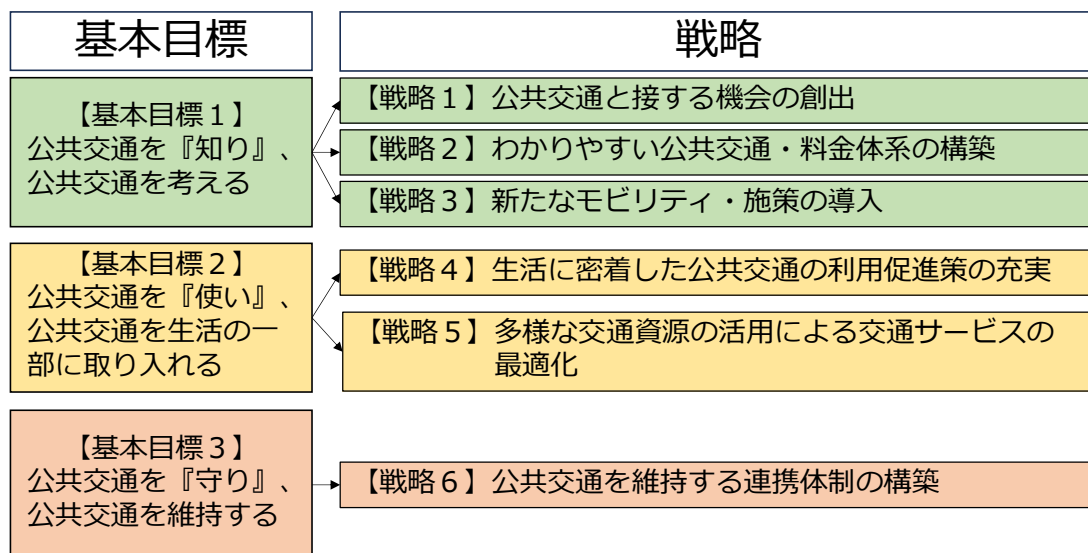 基本目標
戦略
【基本目標１】
公共交通を『知り』、
公共交通を考える
【戦略１】公共交通と接する機会の創出
【戦略２】わかりやすい公共交通・料金体系の構築
【戦略３】新たなモビリティ・施策の導入
【基本目標２】
公共交通を『使い』、
公共交通を生活の一
部に取り入れる
【戦略４】生活に密着した公共交通の利用促進策の充実
【戦略５】多様な交通資源の活用による交通サービスの
最適化
【基本目標３】
公共交通を『守り』、
公共交通を維持する
【戦略６】公共交通を維持する連携体制の構築